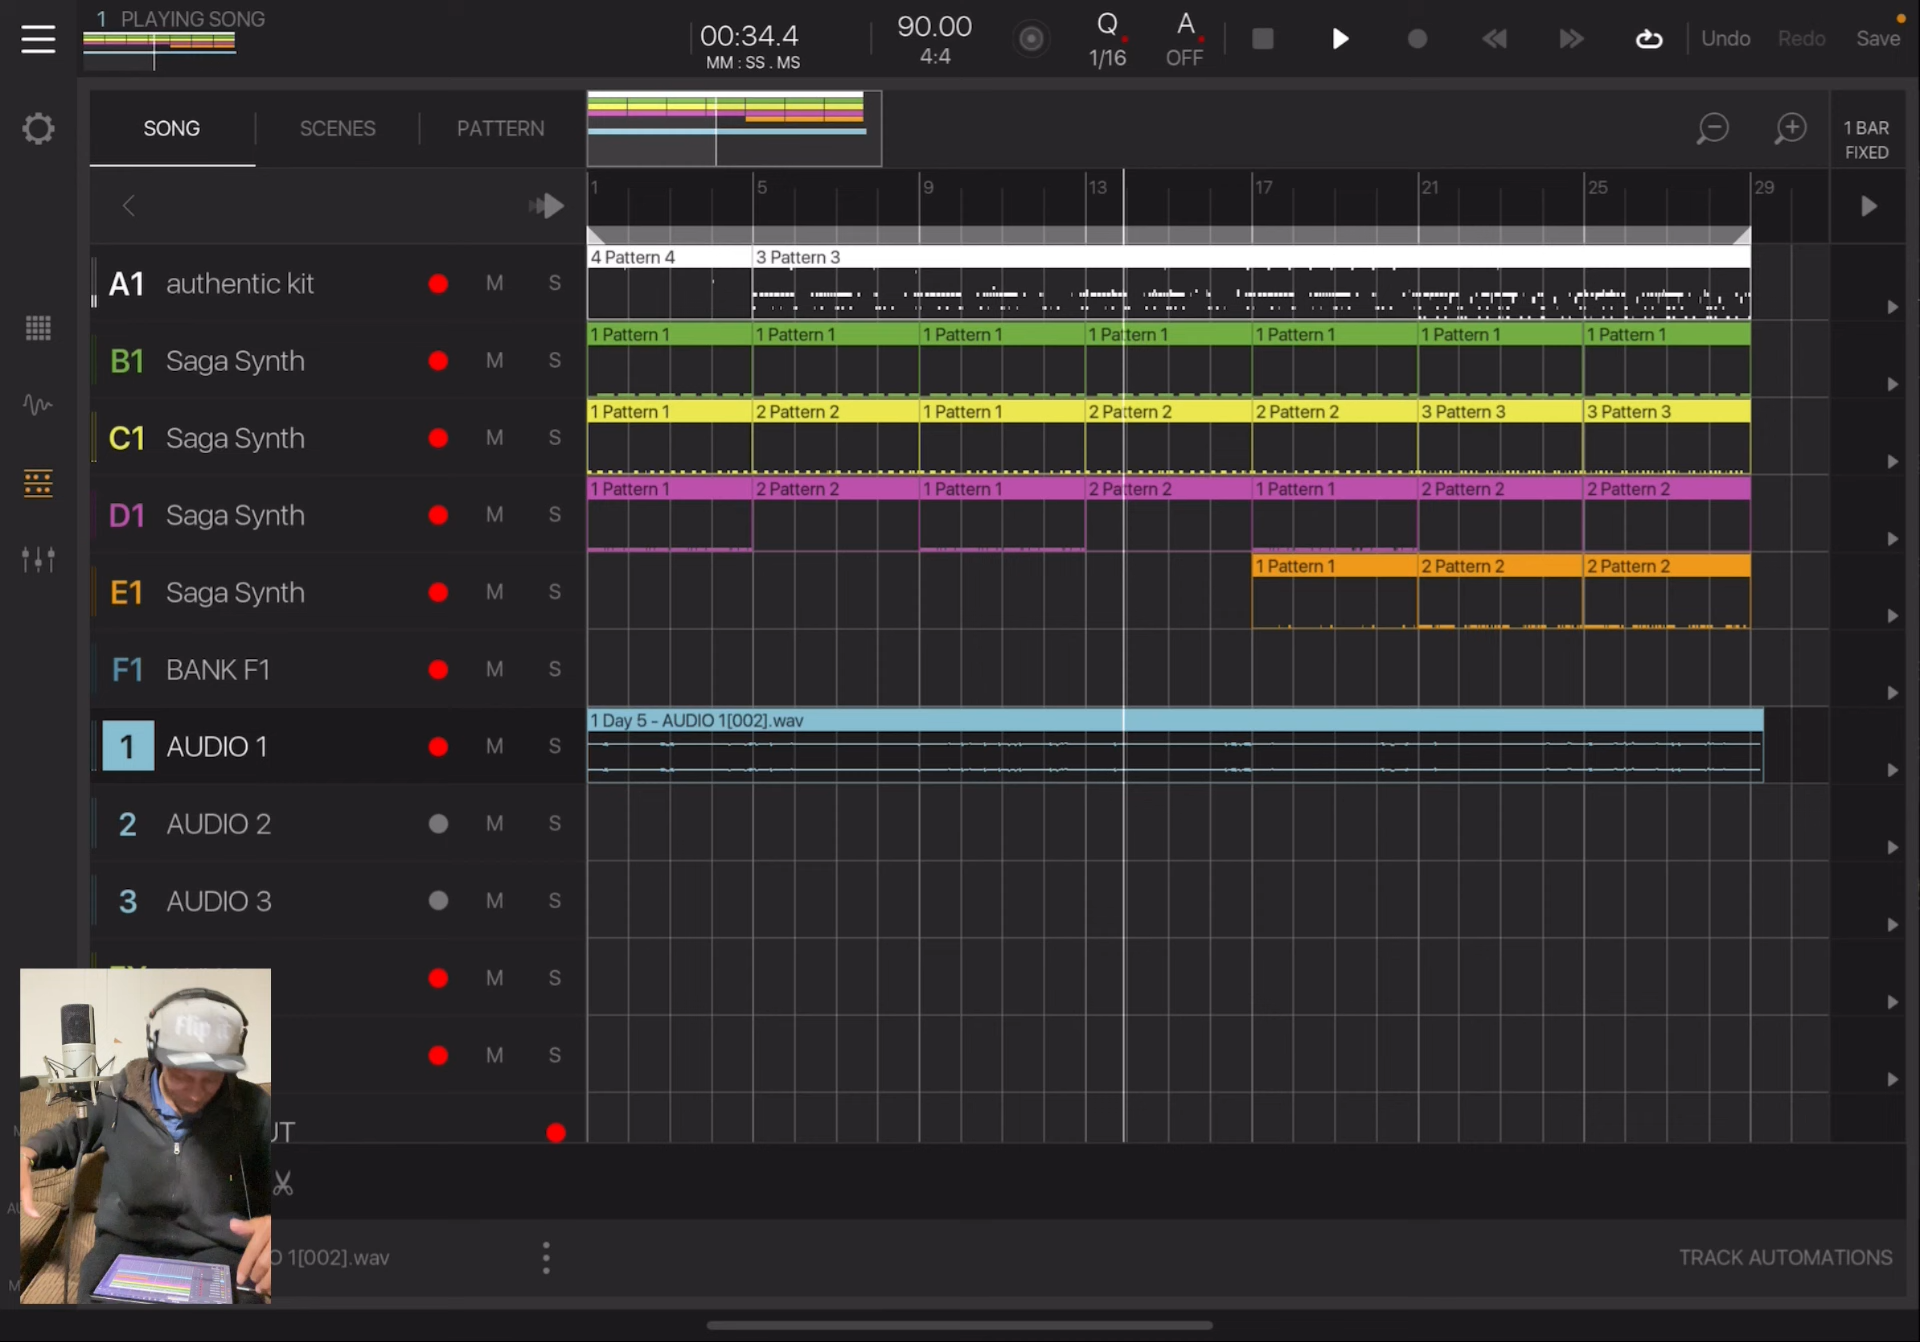 1 PLAYING SONG
00:34.4
MM : SS . MS
90.00
4:4
Q
1/16
A
OFF
Undo
Redo
Save
SONG
SCENES
PATTERN
1 BAR
FIXED
1
5
9
13
17
21
25
29
A1 authentic kit M S
4 Pattern 4
3 Pattern 3
B1 Saga Synth M S
1 Pattern 1
1 Pattern 1
1 Pattern 1
1 Pattern 1
1 Pattern 1
1 Pattern 1
1 Pattern 1
C1 Saga Synth M S
1 Pattern 1
2 Pattern 2
1 Pattern 1
2 Pattern 2
2 Pattern 2
3 Pattern 3
3 Pattern 3
D1 Saga Synth M S
1 Pattern 1
2 Pattern 2
1 Pattern 1
2 Pattern 2
1 Pattern 1
2 Pattern 2
2 Pattern 2
E1 Saga Synth M S
1 Pattern 1
2 Pattern 2
2 Pattern 2
F1 BANK F1 M S
1 AUDIO 1 M S
1 Day 5 - AUDIO 1[002].wav
2 AUDIO 2 M S
3 AUDIO 3 M S
M S
M S
UT
O 1[002].wav
TRACK AUTOMATIONS